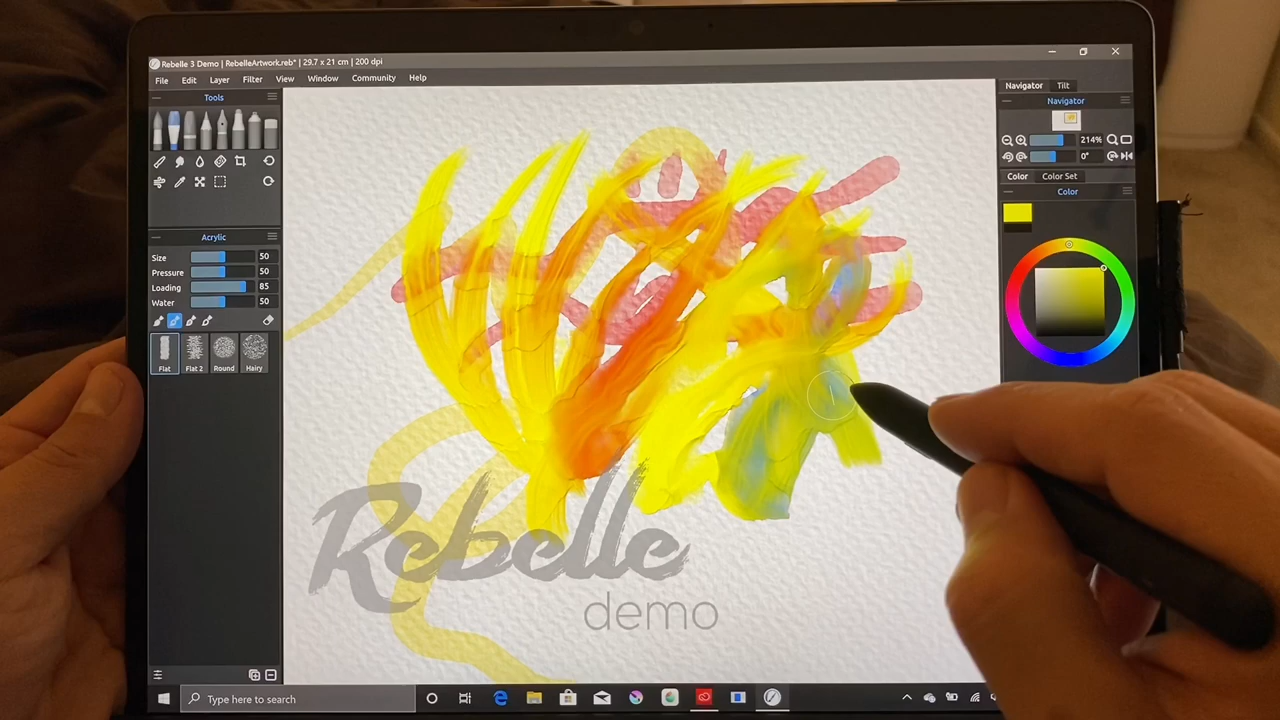 Rebelle 3 Demo | RebelleArtwork.reb* | 29.7 x 21 cm | 200 dpi
File Edit Layer Filter View Window Community Help
Tools
Navigator Tilt
Navigator
214%
0°
Color Color Set
Color
Acrylic
Size 50
Pressure 50
Loading 85
Water 50
Flat Flat 2 Round Hairy
Rebelle
demo
Type here to search